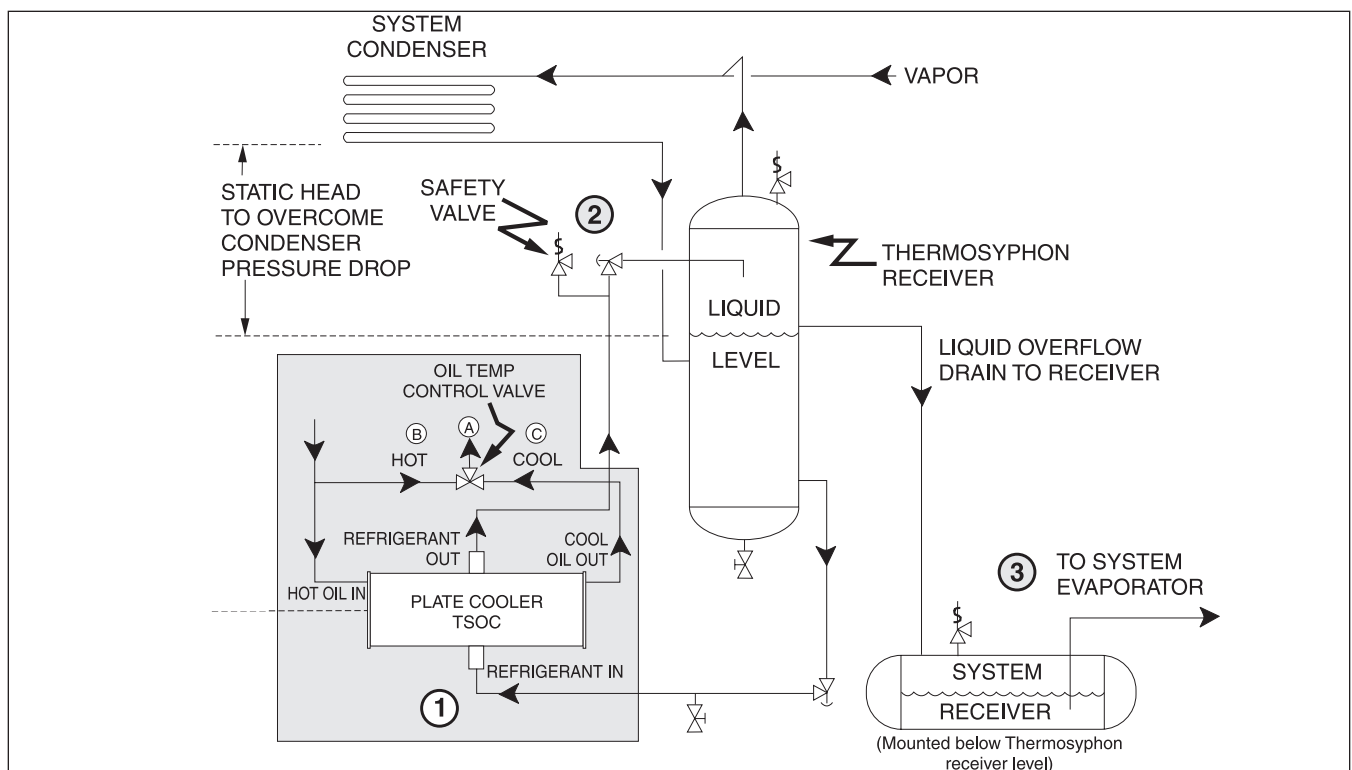 SYSTEM
CONDENSER
VAPOR
STATIC HEAD
TO OVERCOME
CONDENSER
PRESSURE DROP
SAFETY
VALVE
2
THERMOSYPHON
RECEIVER
LIQUID
LEVEL
LIQUID OVERFLOW
DRAIN TO RECEIVER
OIL TEMP
CONTROL VALVE
B
A
C
HOT
COOL
REFRIGERANT
OUT
COOL
OIL OUT
HOT OIL IN
PLATE COOLER
TSOC
REFRIGERANT IN
1
3
TO SYSTEM
EVAPORATOR
SYSTEM
RECEIVER
(Mounted below Thermosyphon
receiver level)